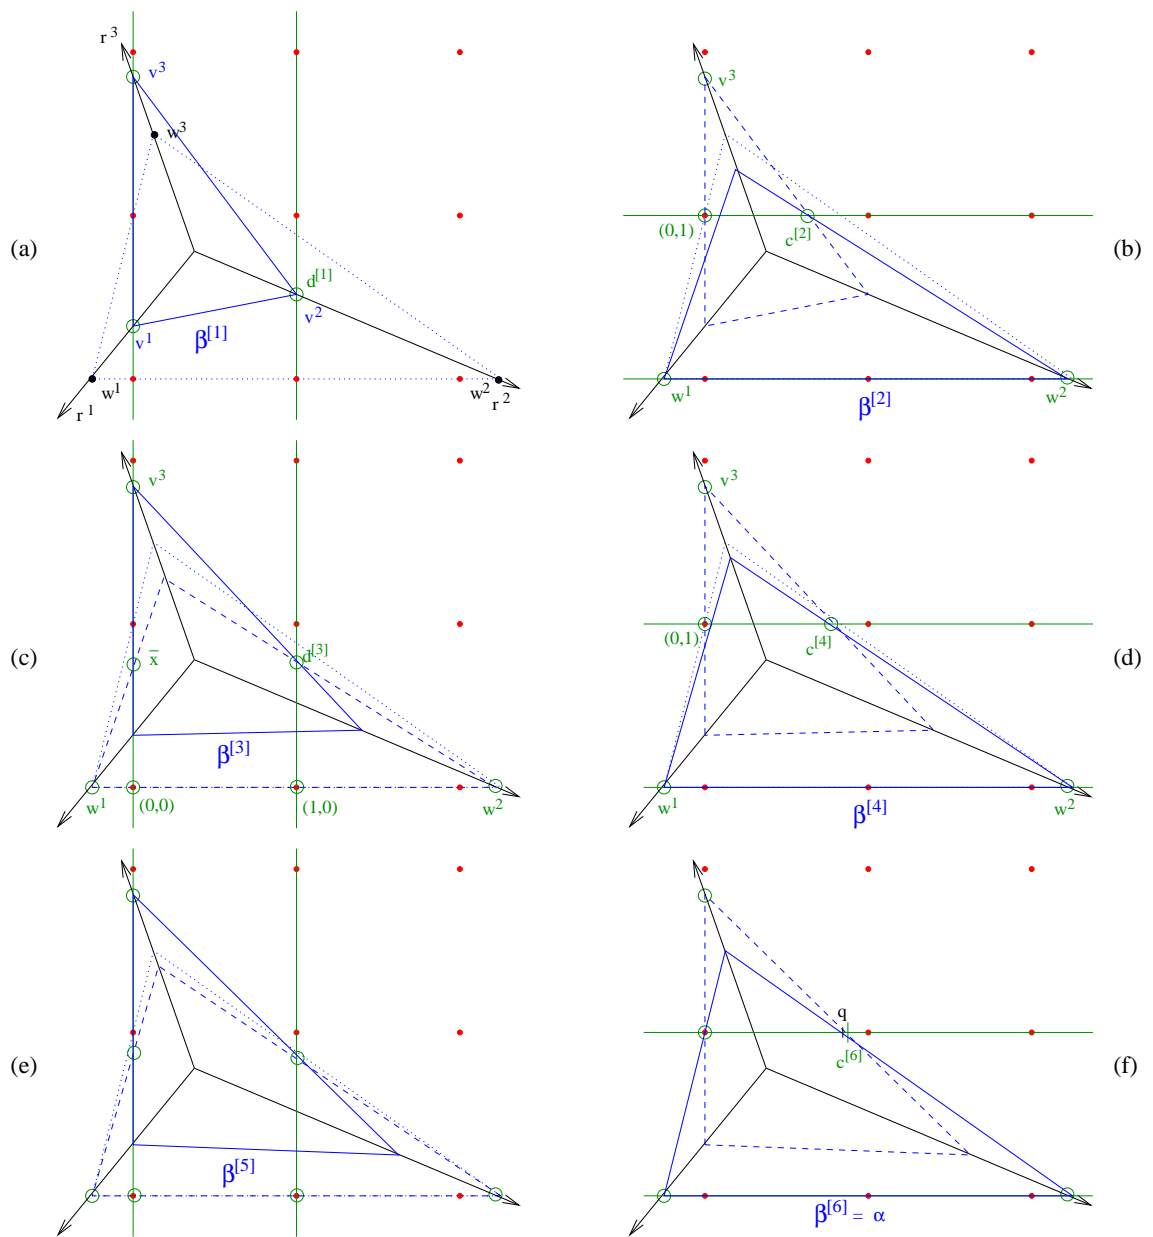 r 3
v3
w3
(a)
d[1]
v2
v1
β[1]
w1
w2
r 1
r 2
v3
(0,1)
c[2]
(b)
w1
w2
β[2]
v3
(c)
x̅
d[3]
β[3]
w1
(0,0)
(1,0)
w2
v3
(0,1)
c[4]
(d)
w1
w2
β[4]
(e)
β[5]
q
c[6]
(f)
β[6] = α